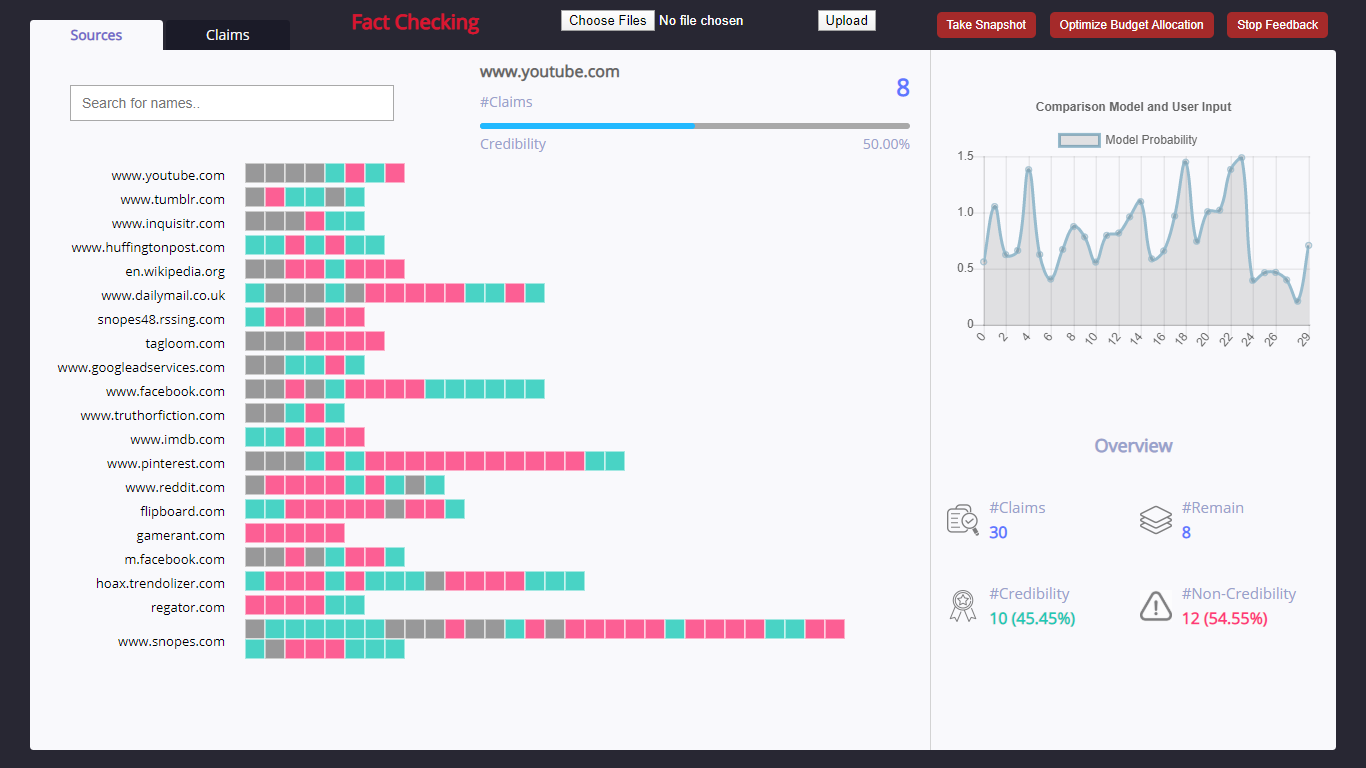 Sources
Claims
Fact Checking
Choose Files No file chosen
Upload
Take Snapshot
Optimize Budget Allocation
Stop Feedback
Search for names..
www.youtube.com
#Claims
8
Credibility
50.00%
www.youtube.com
www.tumblr.com
www.inquisitr.com
www.huffingtonpost.com
en.wikipedia.org
www.dailymail.co.uk
snopes48.rssing.com
tagloom.com
www.googleadservices.com
www.facebook.com
www.truthorfiction.com
www.imdb.com
www.pinterest.com
www.reddit.com
flipboard.com
gamerant.com
m.facebook.com
hoax.trendolizer.com
regator.com
www.snopes.com
Comparison Model and User Input
Model Probability
1.5
1.0
0.5
0
0 2 4 6 8 10 12 14 16 18 20 22 24 26 29
Overview
#Claims
30
#Remain
8
#Credibility
10 (45.45%)
#Non-Credibility
12 (54.55%)